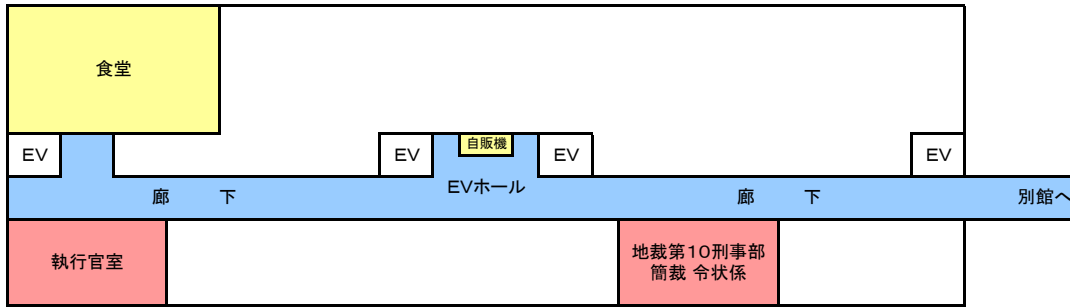 食堂
EV
EV
自販機
EV
EV
廊　下
EVホール
廊　下
別館へ
執行官室
地裁第10刑事部
簡裁 令状係